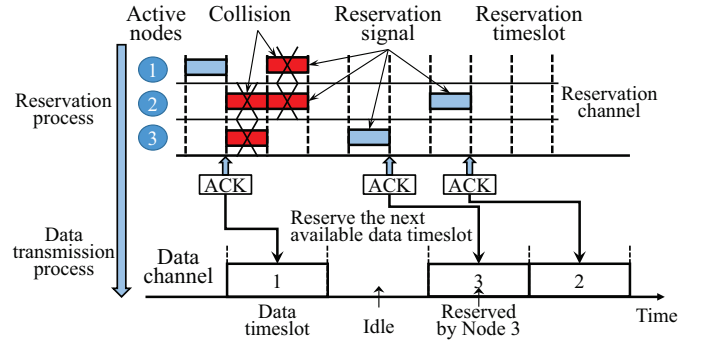 Active nodes
Collision
Reservation signal
Reservation timeslot
1
2
3
Reservation process
Reservation channel
ACK
ACK
ACK
Reserve the next
available data timeslot
Data transmission process
Data channel
1
3
2
Data timeslot
Idle
Reserved by Node 3
Time